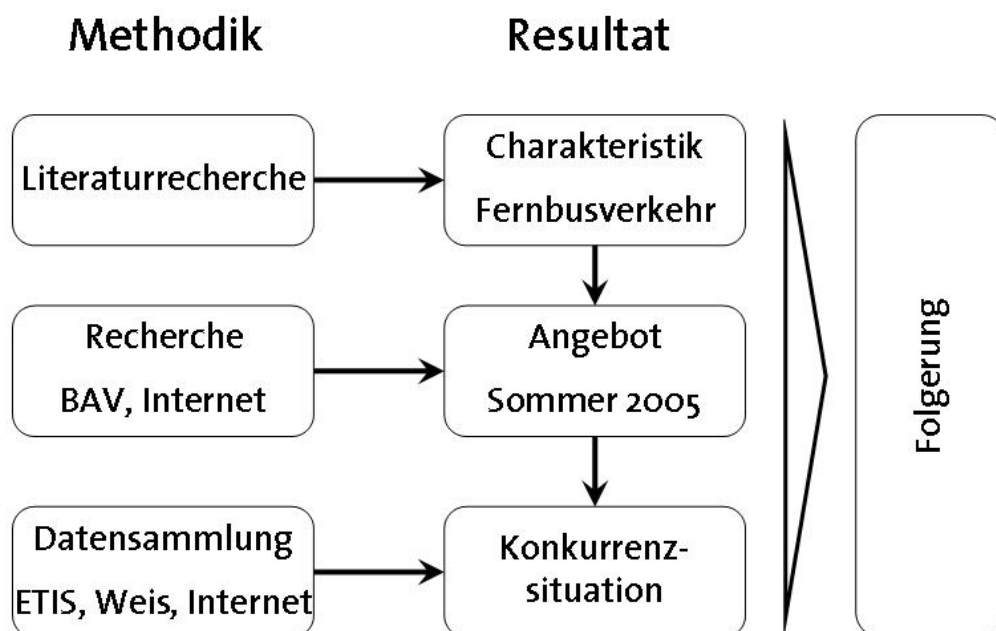 Methodik
Resultat
Literaturrecherche
Charakteristik
Fernbusverkehr
Recherche
BAV, Internet
Angebot
Sommer 2005
Datensammlung
ETIS, Weis, Internet
Konkurrenz-
situation
Folgerung